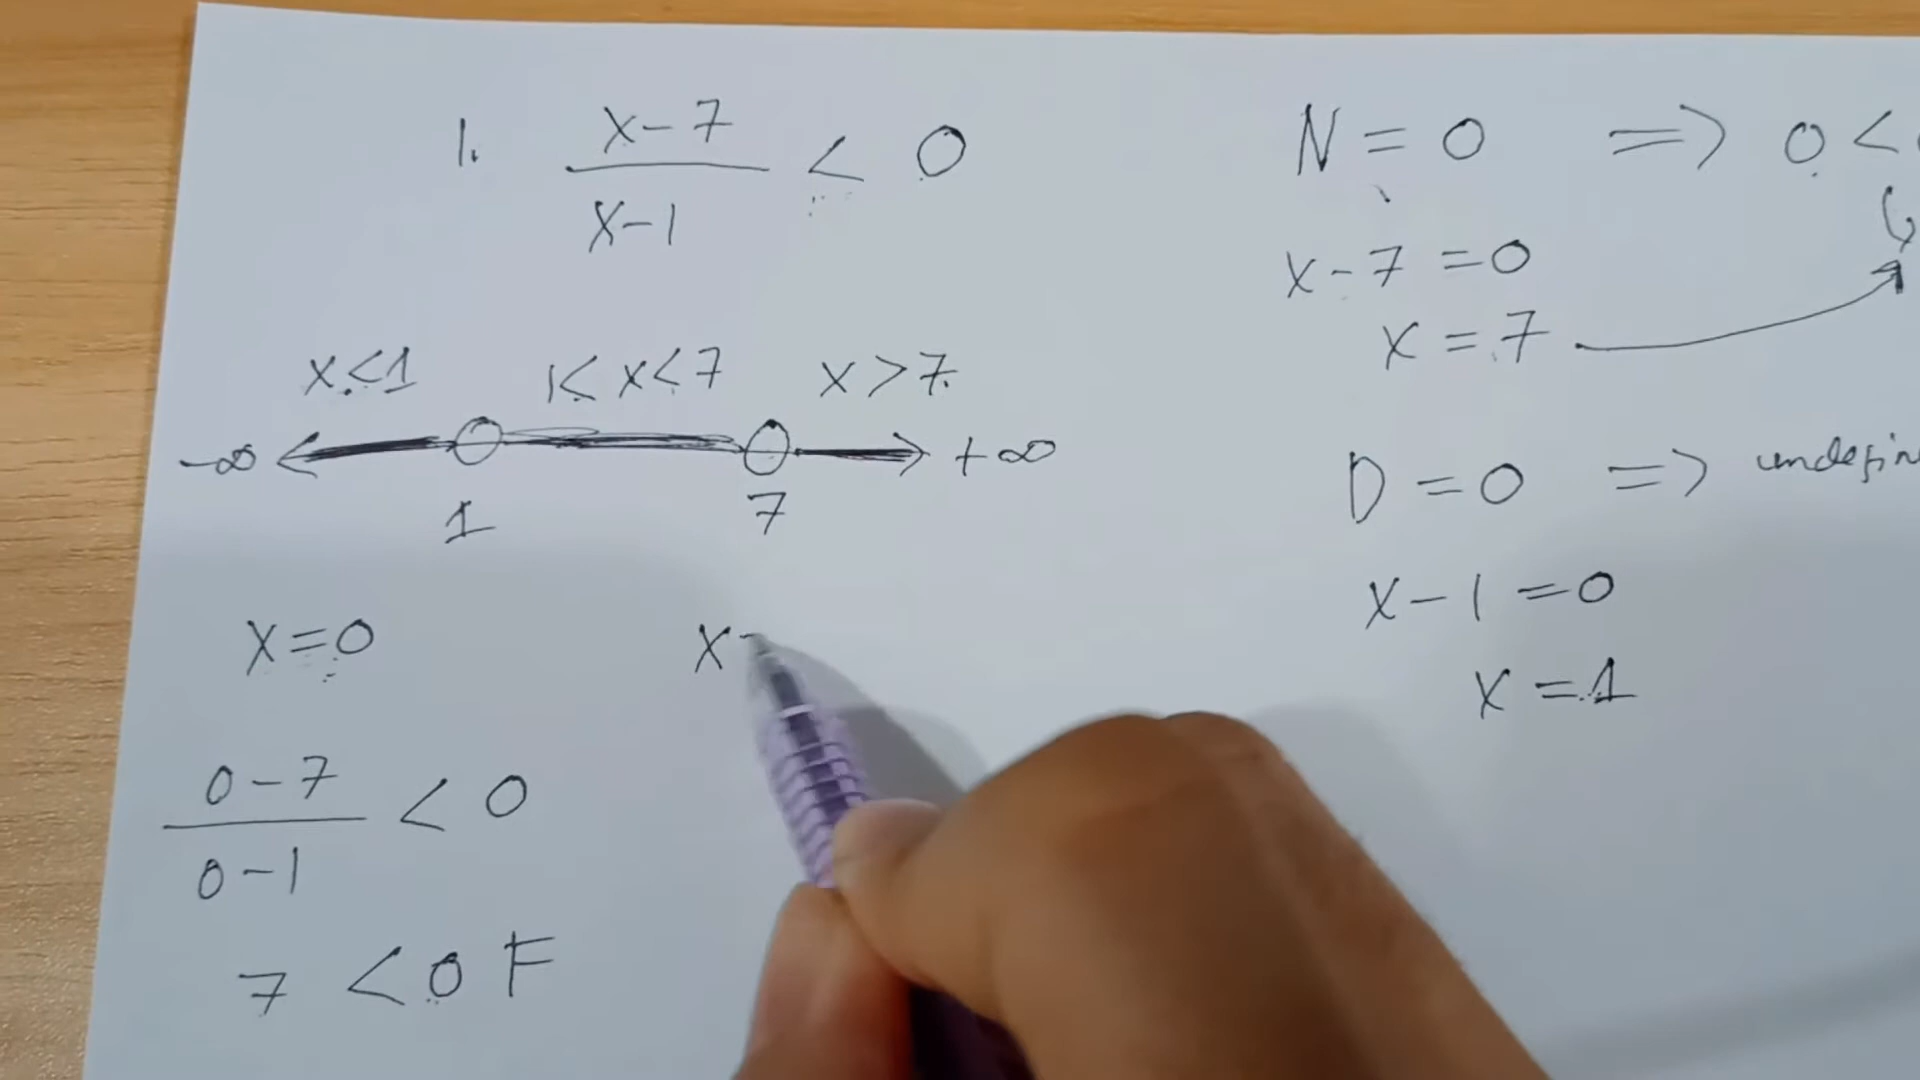 1. x-7 / x-1 < 0
x<1 1< x<7 x>7
-∞ +∞
1 7
x=0
0-7 / 0-1 < 0
7 < 0 F
x
N = 0 => 0 <
x-7 =0
x = 7
D = 0 =>
x-1 =0
x = 1